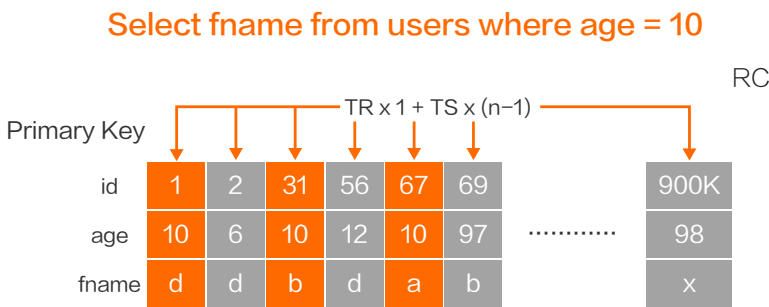 Select fname from users where age = 10
RC
TR x 1 + TS x (n-1)
Primary Key
id 1 2 31 56 67 69 900K
age 10 6 10 12 10 97 ............ 98
fname d d b d a b x